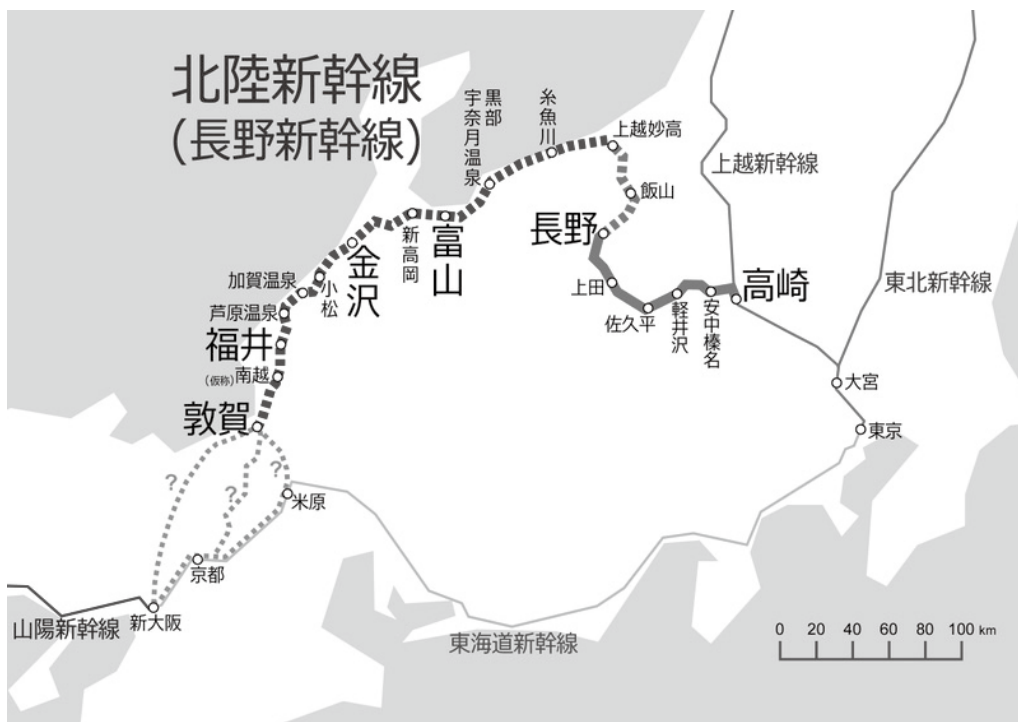 北陸新幹線
(長野新幹線)
黒部
宇奈月温泉
糸魚川
上越妙高
上越新幹線
飯山
長野
富山
新高岡
金沢
加賀温泉
小松
上田
高崎
東北新幹線
芦原温泉
佐久平
軽井沢
安中榛名
福井
(仮称)南越
大宮
敦賀
東京
?
?
?
米原
京都
新大阪
山陽新幹線
東海道新幹線
0 20 40 60 80 100 km